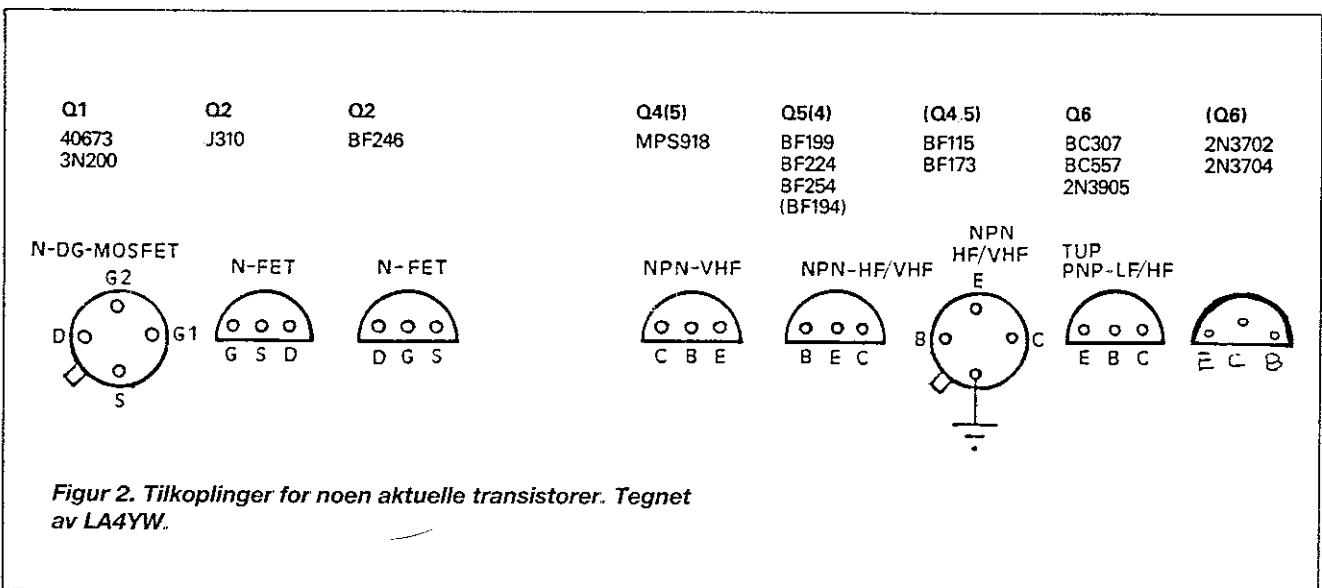 Q1 Q2 Q2 Q4(5) Q5(4) (Q4.5) Q6 (Q6)
40673 J310 BF246 MPS918 BF199 BF115 BC307 2N3702
3N200 BF224 BF173 BC557 2N3704
BF254 2N3905
(BF194)
N-DG-MOSFET N-FET N-FET NPN-VHF NPN-HF/VHF NPN HF/VHF TUP PNP-LF/HF
G2 E
D G1 B C
G S D D G S C B E B E C E B C E C B
S
Figur 2. Tilkoplinger for noen aktuelle transistorer. Tegnet
av LA4YW.